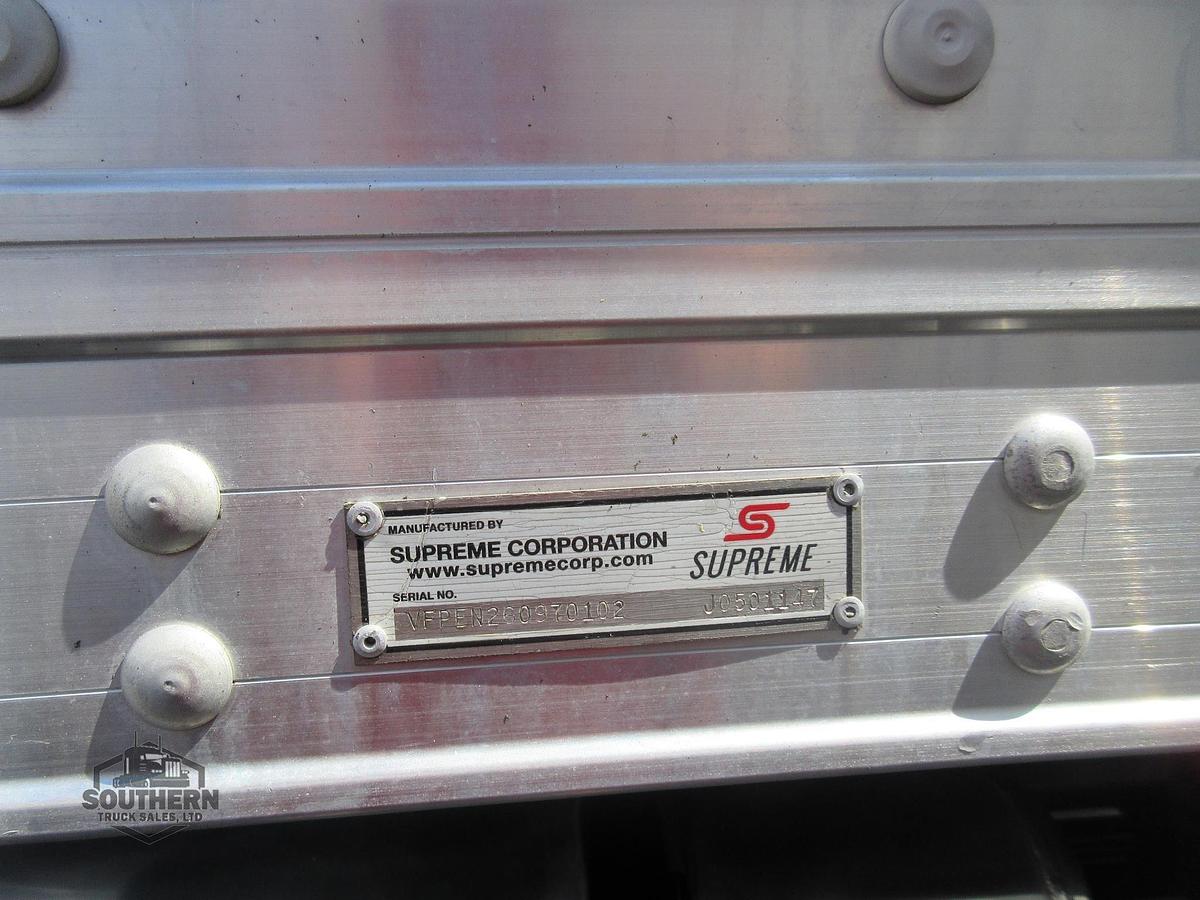 MANUFACTURED BY
SUPREME CORPORATION
www.supremecorp.com
SUPREME
SERIAL NO.
VFPEN260970102 J0501147
SOUTHERN
TRUCK SALES, LTD